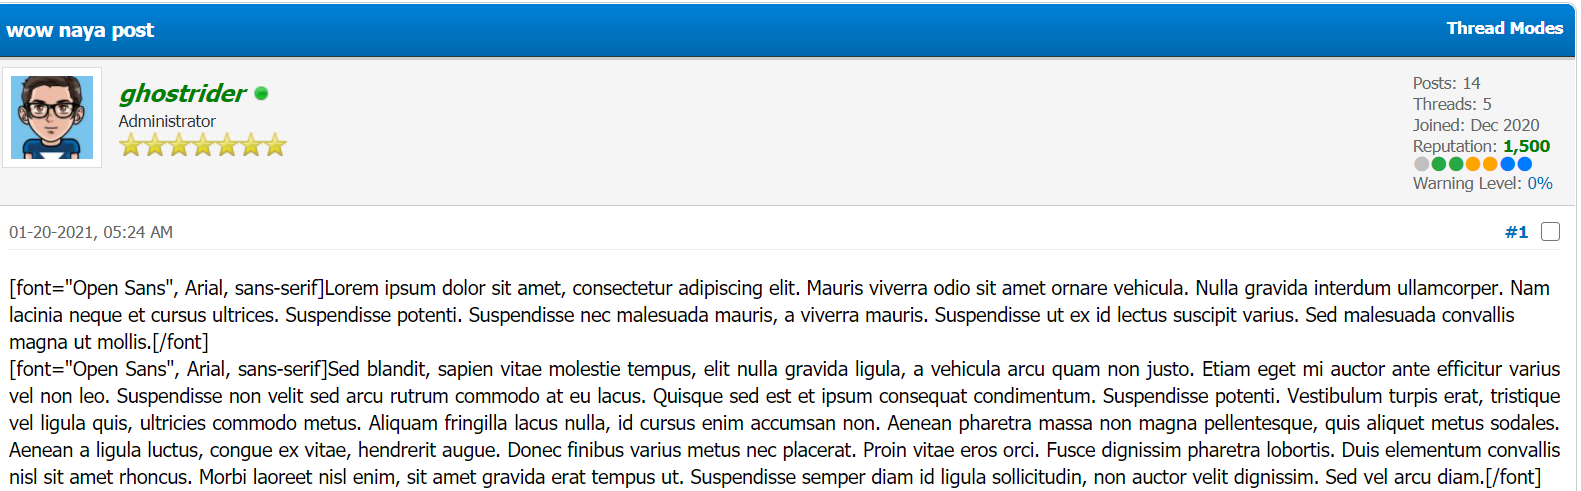 wow naya post
Thread Modes
ghostrider
Administrator
Posts: 14
Threads: 5
Joined: Dec 2020
Reputation: 1,500
Warning Level: 0%
01-20-2021, 05:24 AM
#1
[font="Open Sans", Arial, sans-serif]Lorem ipsum dolor sit amet, consectetur adipiscing elit. Mauris viverra odio sit amet ornare vehicula. Nulla gravida interdum ullamcorper. Nam
lacinia neque et cursus ultrices. Suspendisse potenti. Suspendisse nec malesuada mauris, a viverra mauris. Suspendisse ut ex id lectus suscipit varius. Sed malesuada convallis
magna ut mollis.[/font]
[font="Open Sans", Arial, sans-serif]Sed blandit, sapien vitae molestie tempus, elit nulla gravida ligula, a vehicula arcu quam non justo. Etiam eget mi auctor ante efficitur varius
vel non leo. Suspendisse non velit sed arcu rutrum commodo at eu lacus. Quisque sed est et ipsum consequat condimentum. Suspendisse potenti. Vestibulum turpis erat, tristique
vel ligula quis, ultricies commodo metus. Aliquam fringilla lacus nulla, id cursus enim accumsan non. Aenean pharetra massa non magna pellentesque, quis aliquet metus sodales.
Aenean a ligula luctus, congue ex vitae, hendrerit augue. Donec finibus varius metus nec placerat. Proin vitae eros orci. Fusce dignissim pharetra lobortis. Duis elementum convallis
nisl sit amet rhoncus. Morbi laoreet nisl enim, sit amet gravida erat tempus ut. Suspendisse semper diam id ligula sollicitudin, non auctor velit dignissim. Sed vel arcu diam.[/font]